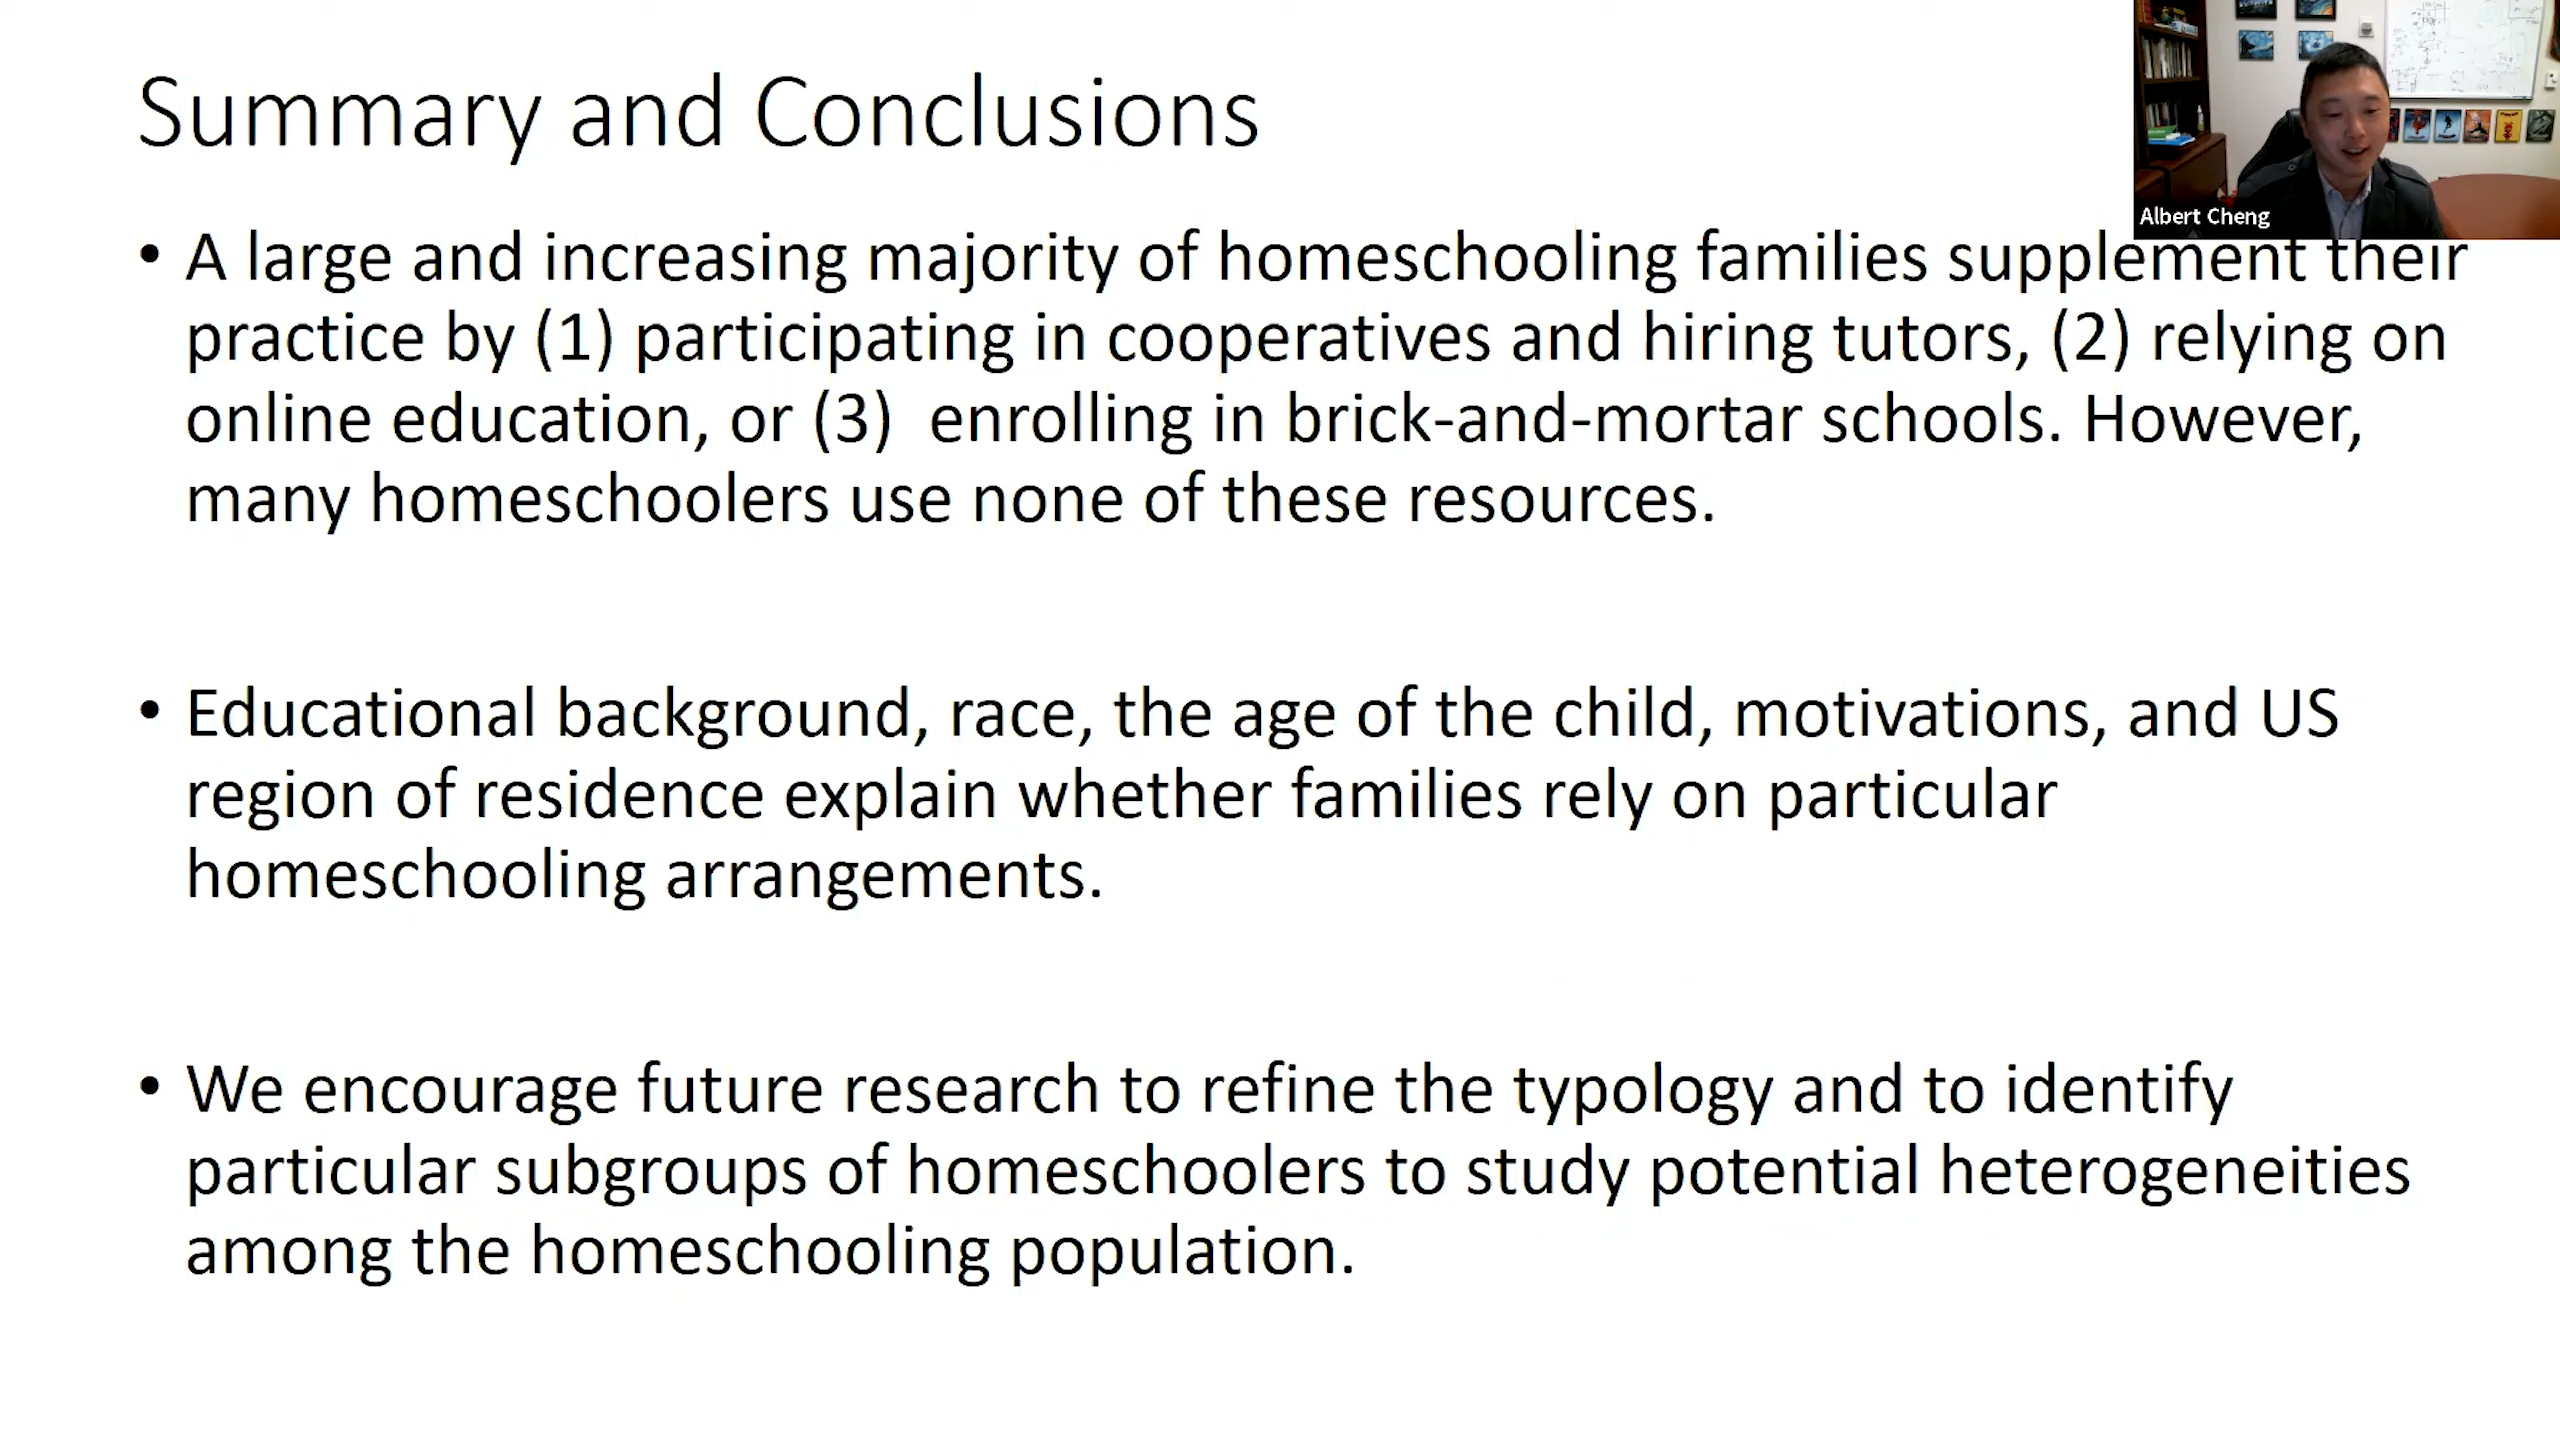 Summary and Conclusions
Albert Cheng
• A large and increasing majority of homeschooling families supplement their
practice by (1) participating in cooperatives and hiring tutors, (2) relying on
online education, or (3)  enrolling in brick-and-mortar schools. However,
many homeschoolers use none of these resources.
• Educational background, race, the age of the child, motivations, and US
region of residence explain whether families rely on particular
homeschooling arrangements.
• We encourage future research to refine the typology and to identify
particular subgroups of homeschoolers to study potential heterogeneities
among the homeschooling population.